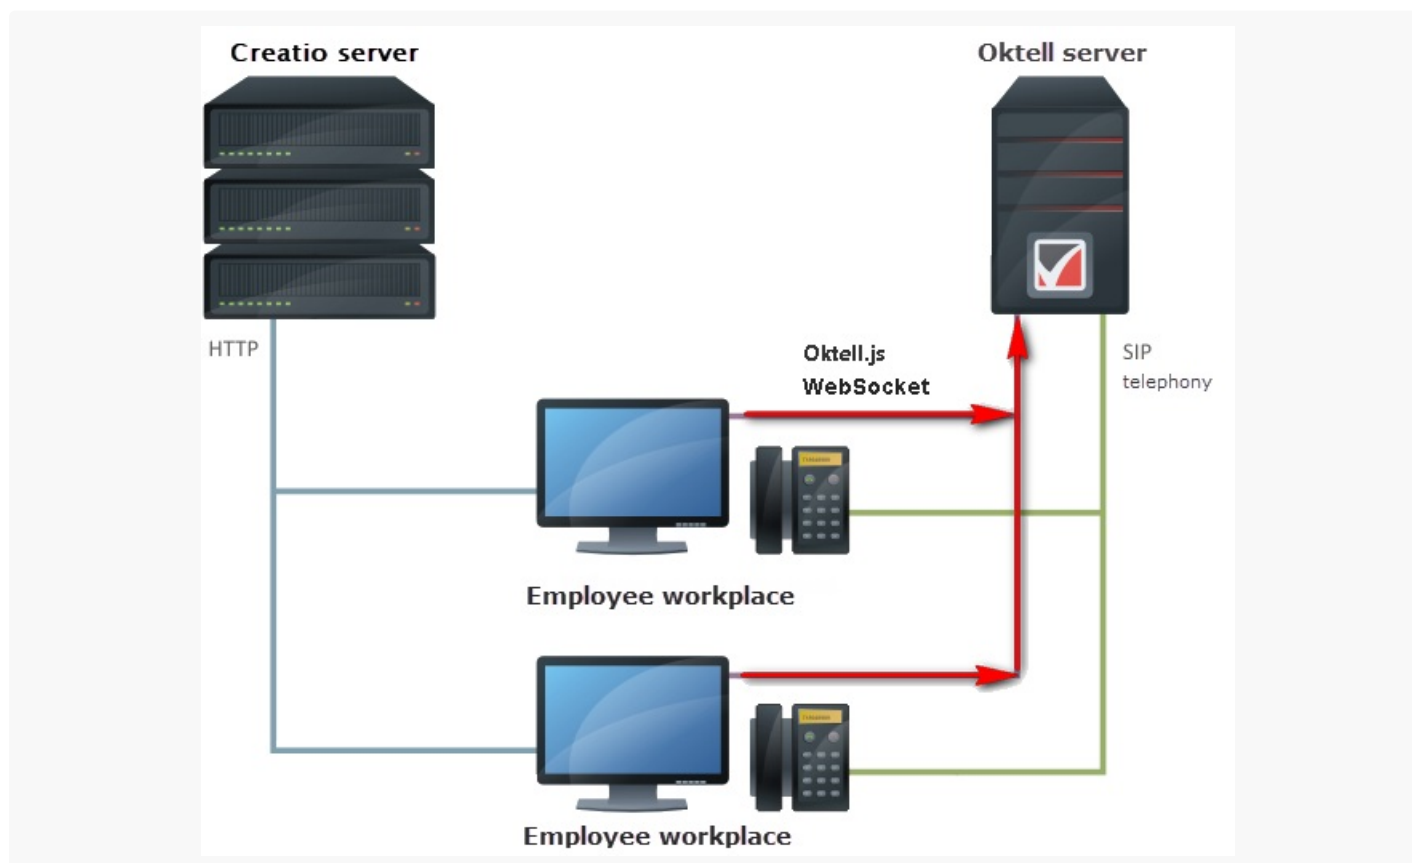 Creatio server
Oktell server
HTTP
Oktell.js
WebSocket
SIP
telephony
Employee workplace
Employee workplace